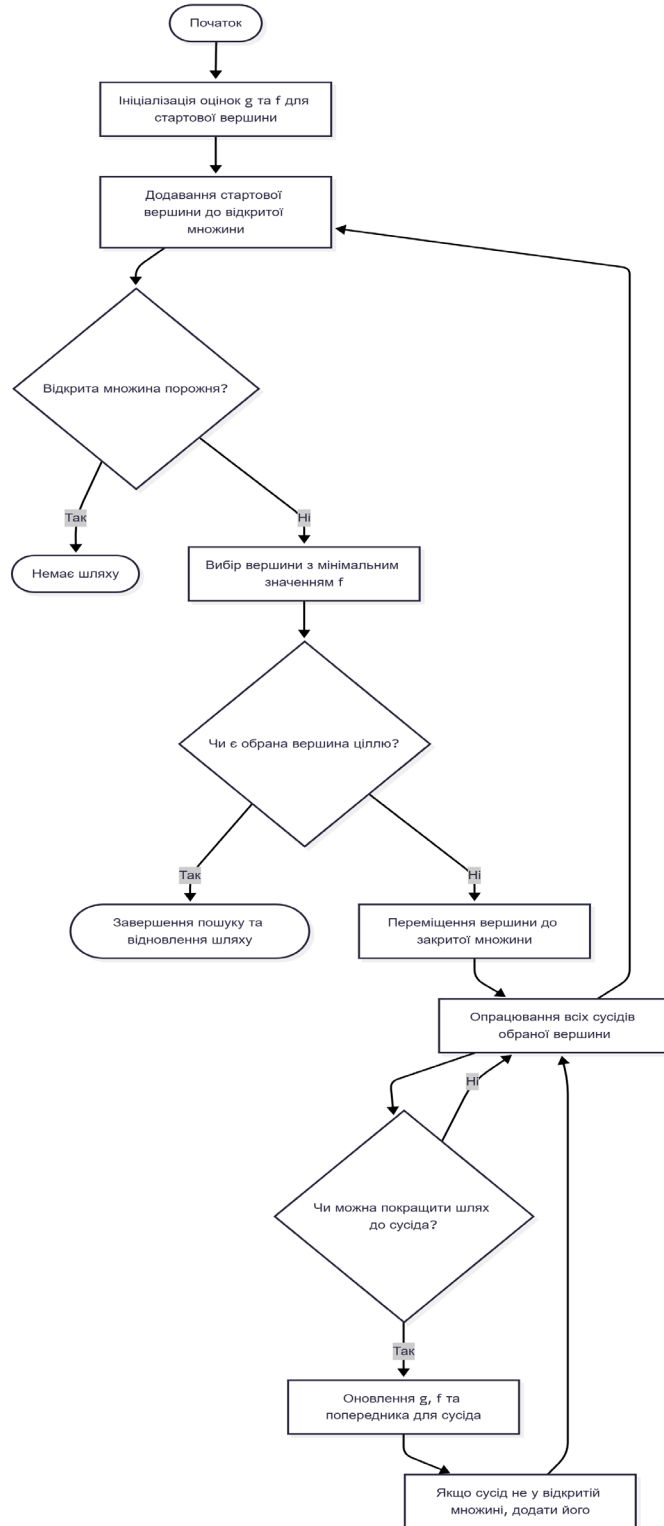 Початок
Ініціалізація оцінок g та f для
стартової вершини
Додавання стартової
вершини до відкритої
множини
Відкрита множина порожня?
Так
Ні
Немає шляху
Вибір вершини з мінімальним
значенням f
Чи є обрана вершина ціллю?
Так
Ні
Завершення пошуку та
відновлення шляху
Переміщення вершини до
закритої множини
Опрацювання всіх сусідів
обраної вершини
Ні
Чи можна покращити шлях
до сусіда?
Так
Оновлення g, f та
попередника для сусіда
Якщо сусід не у відкритій
множині, додати його